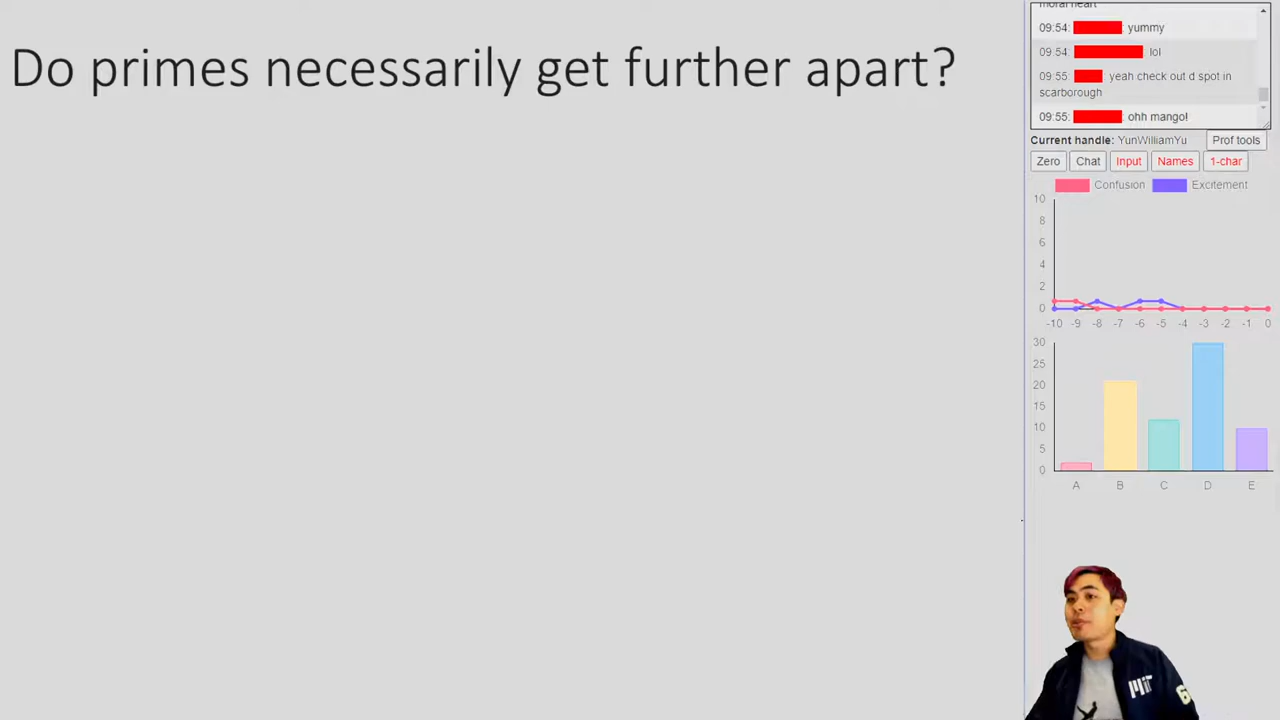 Do primes necessarily get further apart?
moral heart
09:54: : yummy
09:54: lol
09:55: yeah check out d spot in
scarborough
09:55: : ohh mango!
Current handle: YunWilliamYu Prof tools
Zero Chat Input Names 1-char
Confusion Excitement
10
8
6
4
2
0
-10 -9 -8 -7 -6 -5 -4 -3 -2 -1 0
30
25
20
15
10
5
0
A B C D E
MIT